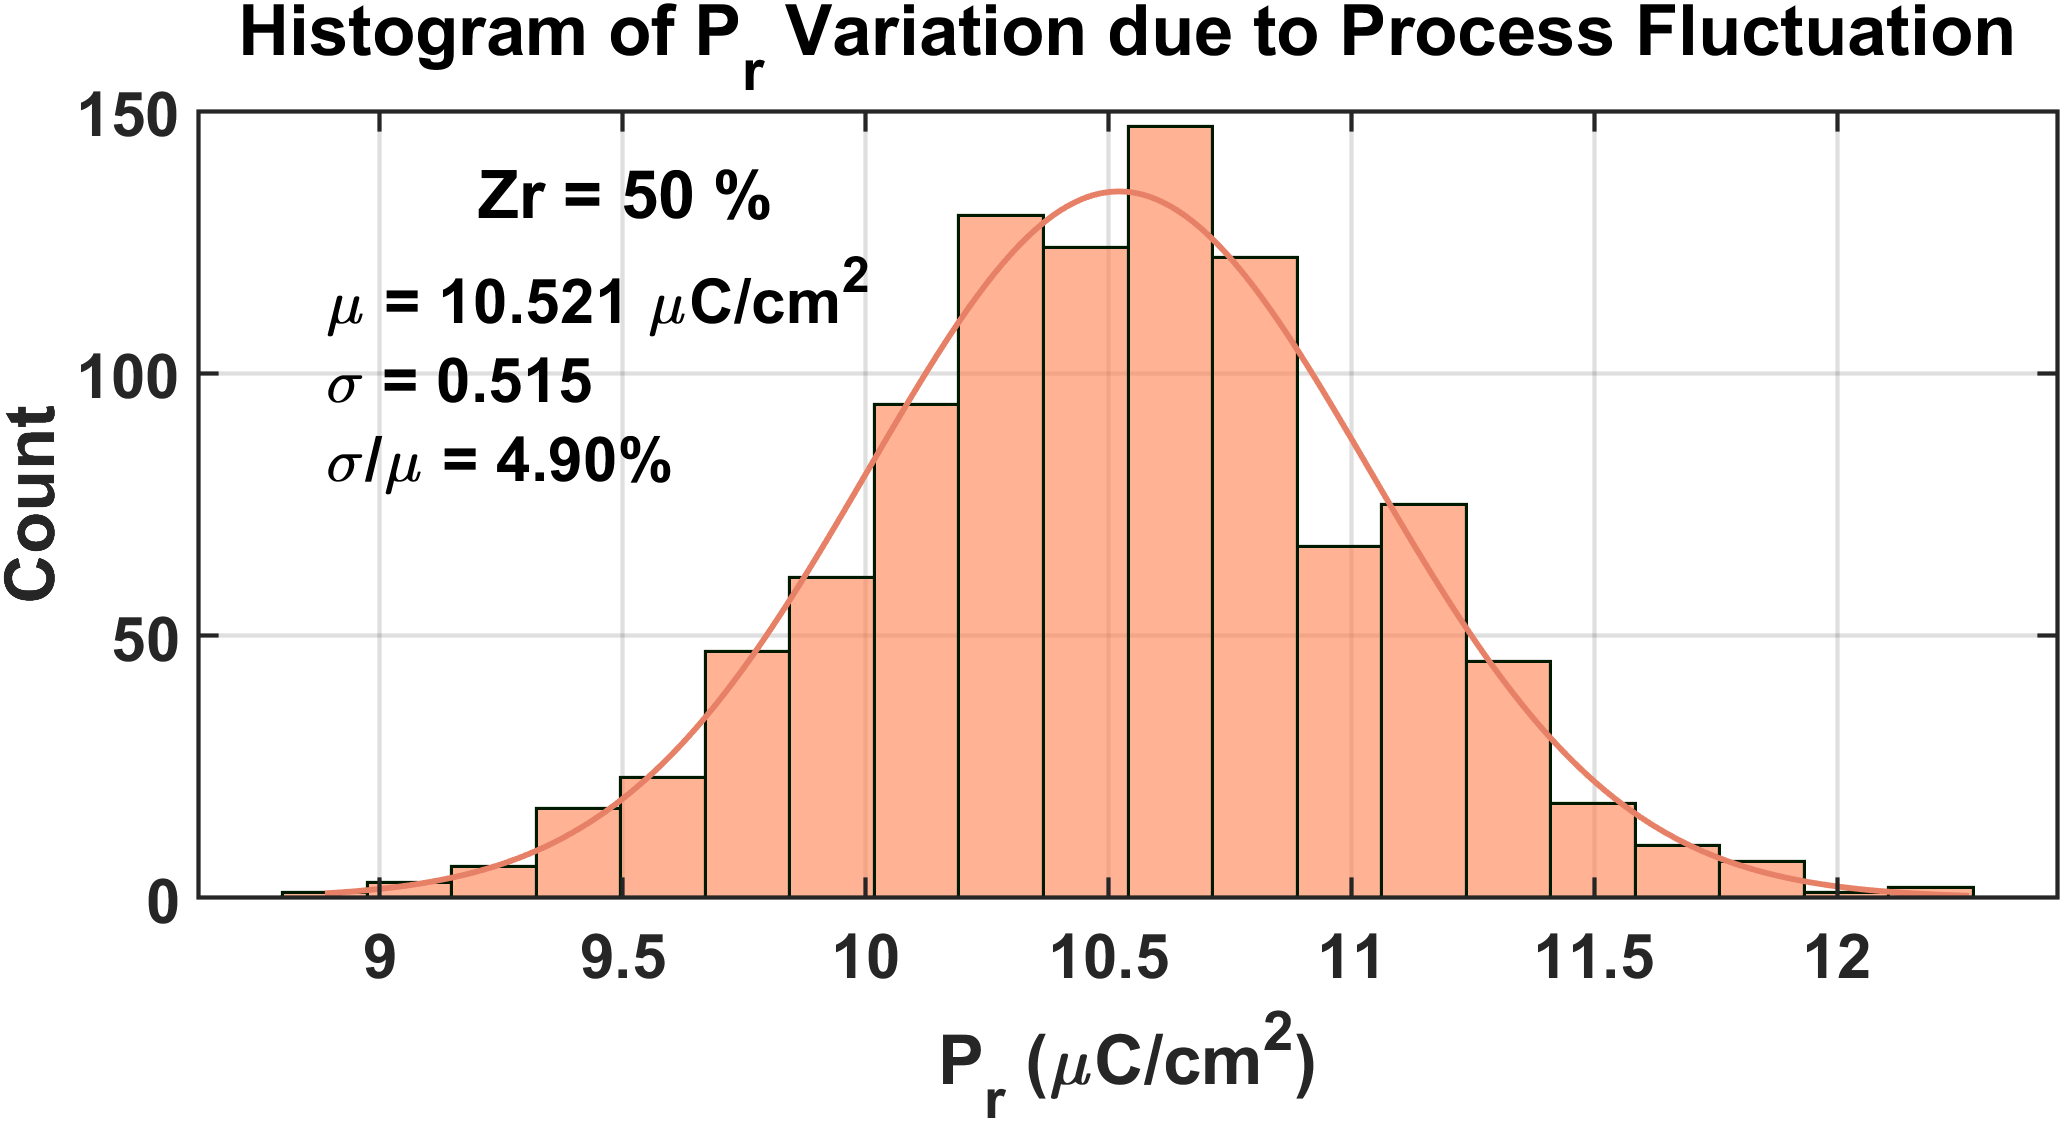 Histogram of Pr Variation due to Process Fluctuation
150
100
50
0
Count
Zr = 50 %
μ = 10.521 μC/cm²
σ = 0.515
σ/μ = 4.90%
9 9.5 10 10.5 11 11.5 12
Pr (μC/cm²)